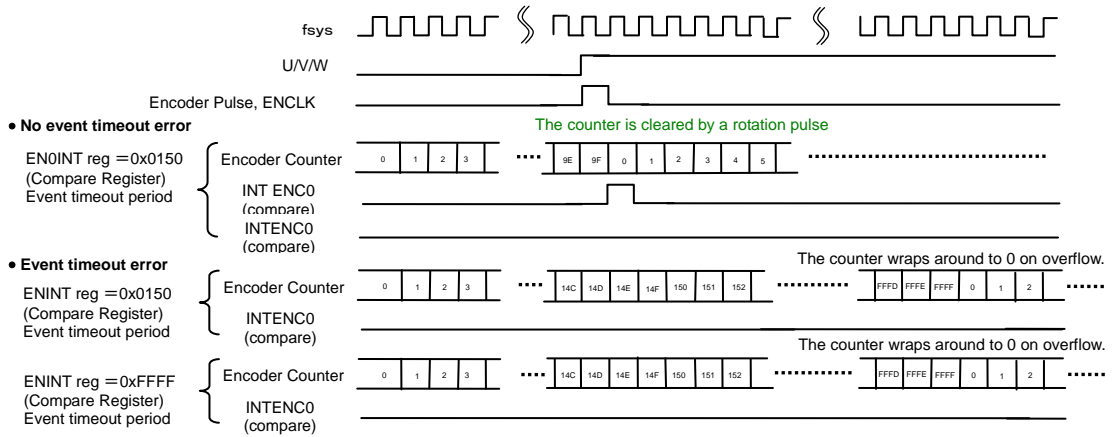 fsys
U/V/W
Encoder Pulse, ENCLK
• No event timeout error
The counter is cleared by a rotation pulse
EN0INT reg =0x0150
(Compare Register)
Event timeout period
Encoder Counter
0 1 2 3 ···· 9E 9F 0 1 2 3 4 5
INT ENC0
(compare)
INTENC0
(compare)
• Event timeout error
The counter wraps around to 0 on overflow.
ENINT reg =0x0150
(Compare Register)
Event timeout period
Encoder Counter
0 1 2 3 ···· 14C 14D 14E 14F 150 151 152 ········ FFFD FFFE FFFF 0 1 2 ·····
INTENC0
(compare)
The counter wraps around to 0 on overflow.
ENINT reg =0xFFFF
(Compare Register)
Event timeout period
Encoder Counter
0 1 2 3 ···· 14C 14D 14E 14F 150 151 152 ········ FFFD FFFE FFFF 0 1 2 ·····
INTENC0
(compare)